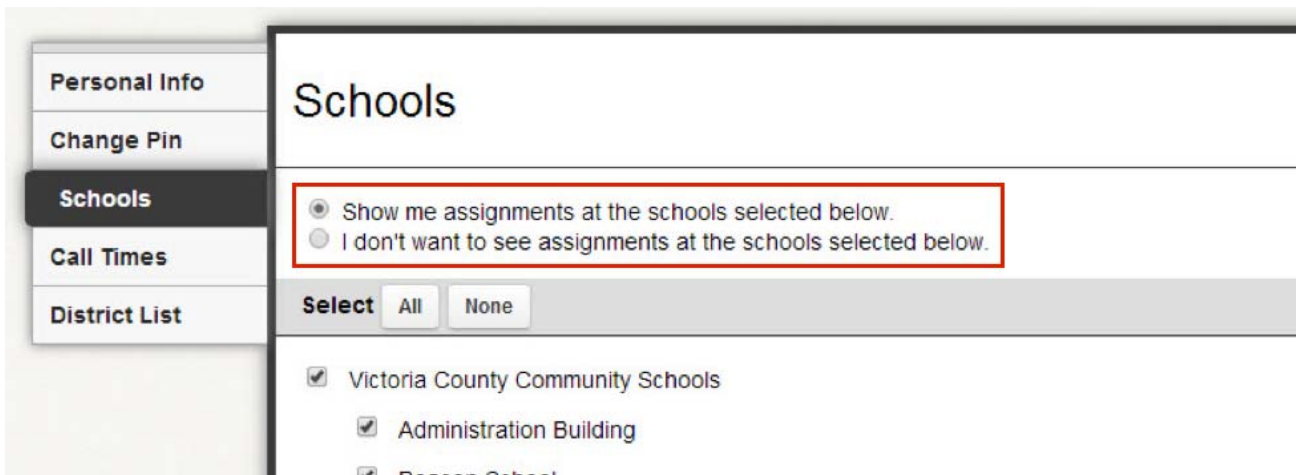 Personal Info
Change Pin
Schools
Call Times
District List
Schools
Show me assignments at the schools selected below.
I don't want to see assignments at the schools selected below.
Select All None
Victoria County Community Schools
Administration Building
School